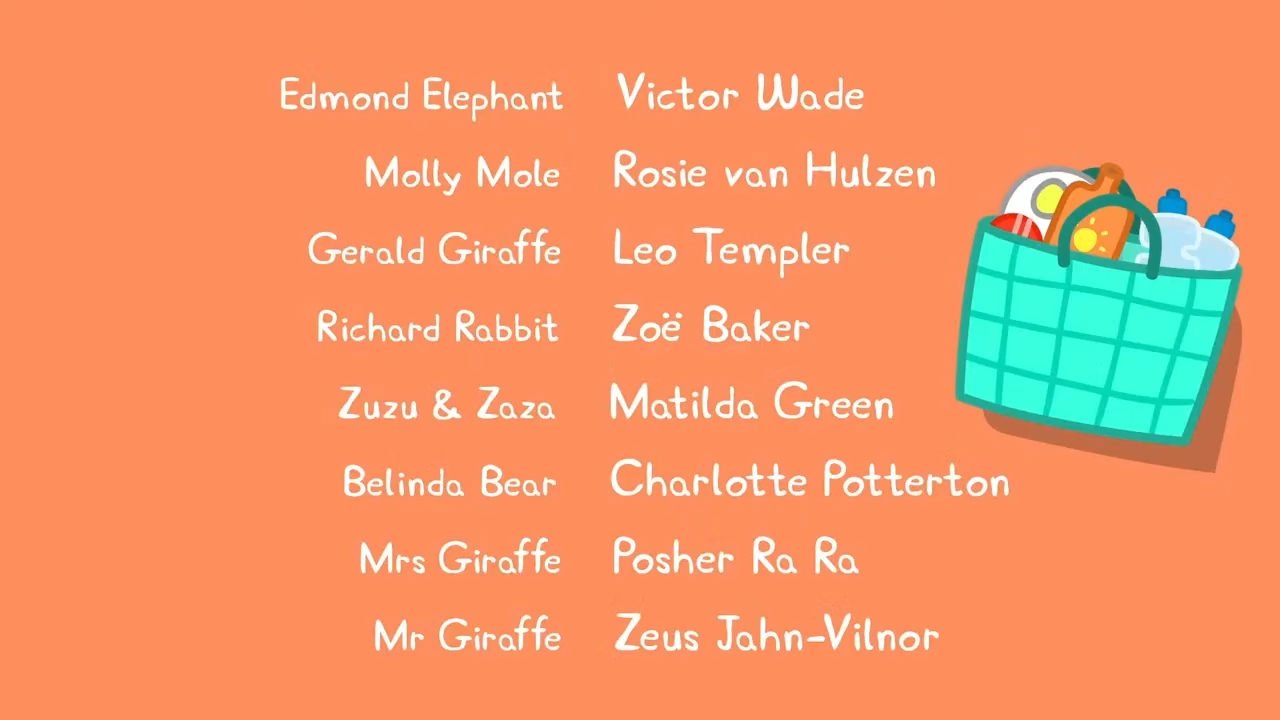 Edmond Elephant Victor Wade
Molly Mole Rosie van Hulzen
Gerald Giraffe Leo Templer
Richard Rabbit Zoë Baker
Zuzu & Zaza Matilda Green
Belinda Bear Charlotte Potterton
Mrs Giraffe Posher Ra Ra
Mr Giraffe Zeus Jahn-Vilnor